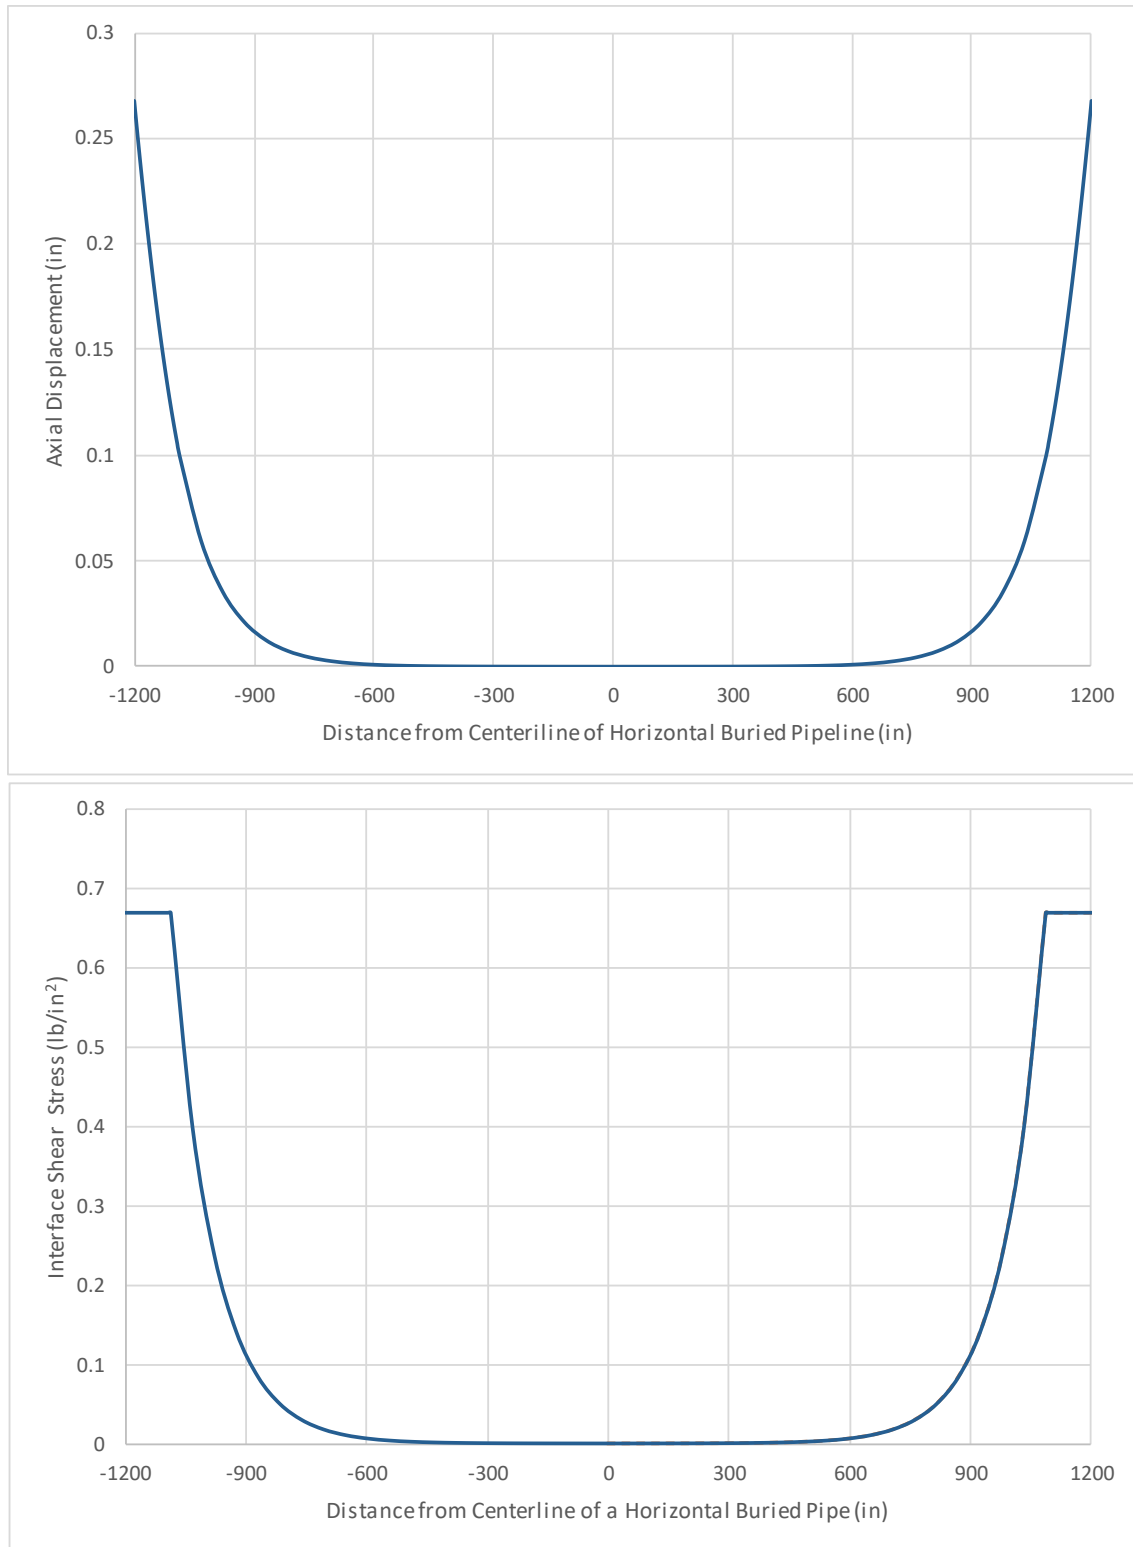 0.3
0.25
0.2
0.15
0.1
0.05
0
Axial Displacement (in)
-1200 -900 -600 -300 0 300 600 900 1200
Distance from Centeriline of Horizontal Buried Pipeline (in)
0.8
0.7
0.6
0.5
0.4
0.3
0.2
0.1
0
Interface Shear Stress (lb/in²)
-1200 -900 -600 -300 0 300 600 900 1200
Distance from Centerline of a Horizontal Buried Pipe (in)